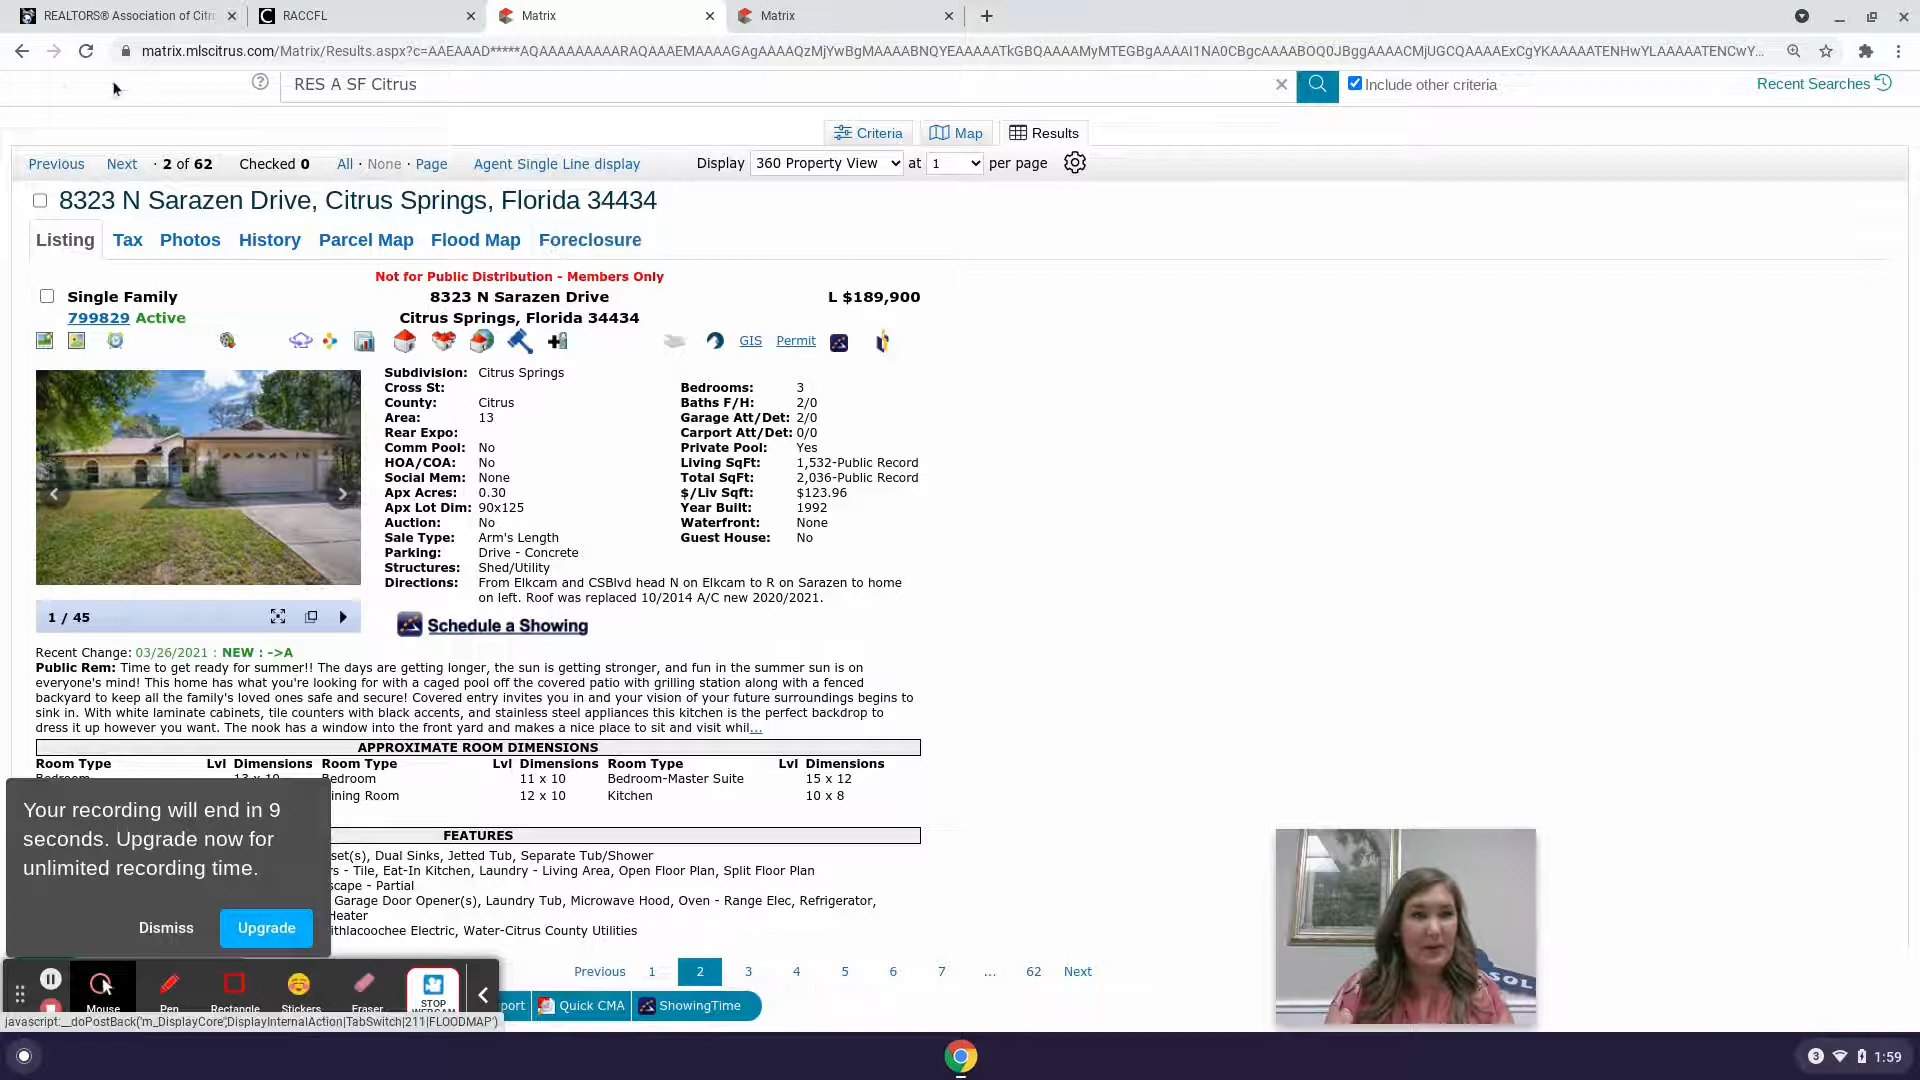 REALTORS® Association of Citr
RACCFL
Matrix
Matrix
matrix.mlscitrus.com/Matrix/Results.aspx?c=AAEAAAD*****AQAAAAAAAAARAQAAAEMAAAAGAgAAAAQzMjYwBgMAAAABNQYEAAAAATkGBQAAAAMyMTEGBgAAAAI1NA0CBgcAAAABOQ0JBggAAAACMjUGCQAAAAExCgYKAAAAATENHwYLAAAAATENCwY...
RES A SF Citrus
Include other criteria
Recent Searches
Criteria
Map
Results
Previous Next · 2 of 62 Checked 0 All · None · Page Agent Single Line display Display 360 Property View at 1 per page
8323 N Sarazen Drive, Citrus Springs, Florida 34434
Listing Tax Photos History Parcel Map Flood Map Foreclosure
Not for Public Distribution - Members Only
Single Family 8323 N Sarazen Drive L $189,900
799829 Active Citrus Springs, Florida 34434
GIS Permit
Subdivision: Citrus Springs
Cross St: Bedrooms: 3
County: Citrus Baths F/H: 2/0
Area: 13 Garage Att/Det: 2/0
Rear Expo: Carport Att/Det: 0/0
Comm Pool: No Private Pool: Yes
HOA/COA: No Living SqFt: 1,532-Public Record
Social Mem: None Total SqFt: 2,036-Public Record
Apx Acres: 0.30 $/Liv Sqft: $123.96
Apx Lot Dim: 90x125 Year Built: 1992
Auction: No Waterfront: None
Sale Type: Arm's Length Guest House: No
Parking: Drive - Concrete
Structures: Shed/Utility
Directions: From Elkcam and CSBlvd head N on Elkcam to R on Sarazen to home
on left. Roof was replaced 10/2014 A/C new 2020/2021.
1 / 45
Schedule a Showing
Recent Change: 03/26/2021 : NEW : ->A
Public Rem: Time to get ready for summer!! The days are getting longer, the sun is getting stronger, and fun in the summer sun is on
everyone's mind! This home has what you're looking for with a caged pool off the covered patio with grilling station along with a fenced
backyard to keep all the family's loved ones safe and secure! Covered entry invites you in and your vision of your future surroundings begins to
sink in. With white laminate cabinets, tile counters with black accents, and stainless steel appliances this kitchen is the perfect backdrop to
dress it up however you want. The nook has a window into the front yard and makes a nice place to sit and visit whil...
APPROXIMATE ROOM DIMENSIONS
Room Type Lvl Dimensions Room Type Lvl Dimensions Room Type Lvl Dimensions
Bedroom 13 x 10 Bedroom 11 x 10 Bedroom-Master Suite 15 x 12
ining Room 12 x 10 Kitchen 10 x 8
FEATURES
set(s), Dual Sinks, Jetted Tub, Separate Tub/Shower
s - Tile, Eat-In Kitchen, Laundry - Living Area, Open Floor Plan, Split Floor Plan
scape - Partial
Garage Door Opener(s), Laundry Tub, Microwave Hood, Oven - Range Elec, Refrigerator,
Heater
ithlacoochee Electric, Water-Citrus County Utilities
Your recording will end in 9
seconds. Upgrade now for
unlimited recording time.
Dismiss Upgrade
Previous 1 2 3 4 5 6 7 ... 62 Next
Mouse Pen Rectangle Stickers Eraser STOP WEBCAM
port Quick CMA ShowingTime
javascript:__doPostBack('m_DisplayCore','DisplayInternalAction|TabSwitch|211|FLOODMAP')
SOL
3 1:59